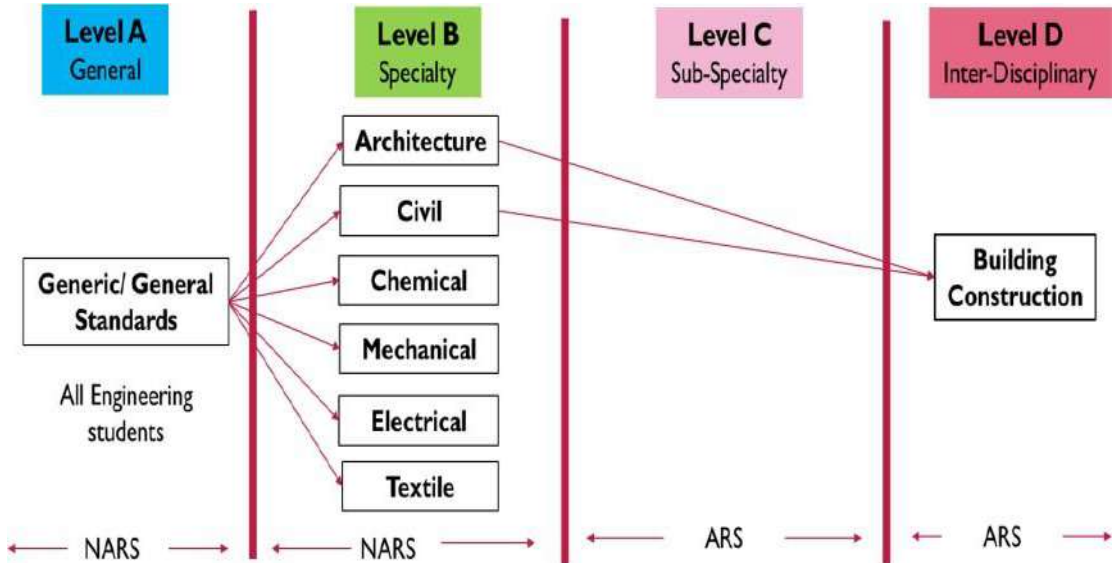 Level A
General
Level B
Specialty
Level C
Sub-Specialty
Level D
Inter-Disciplinary
Generic/ General
Standards
All Engineering
students
Architecture
Civil
Chemical
Mechanical
Electrical
Textile
Building
Construction
NARS
NARS
ARS
ARS